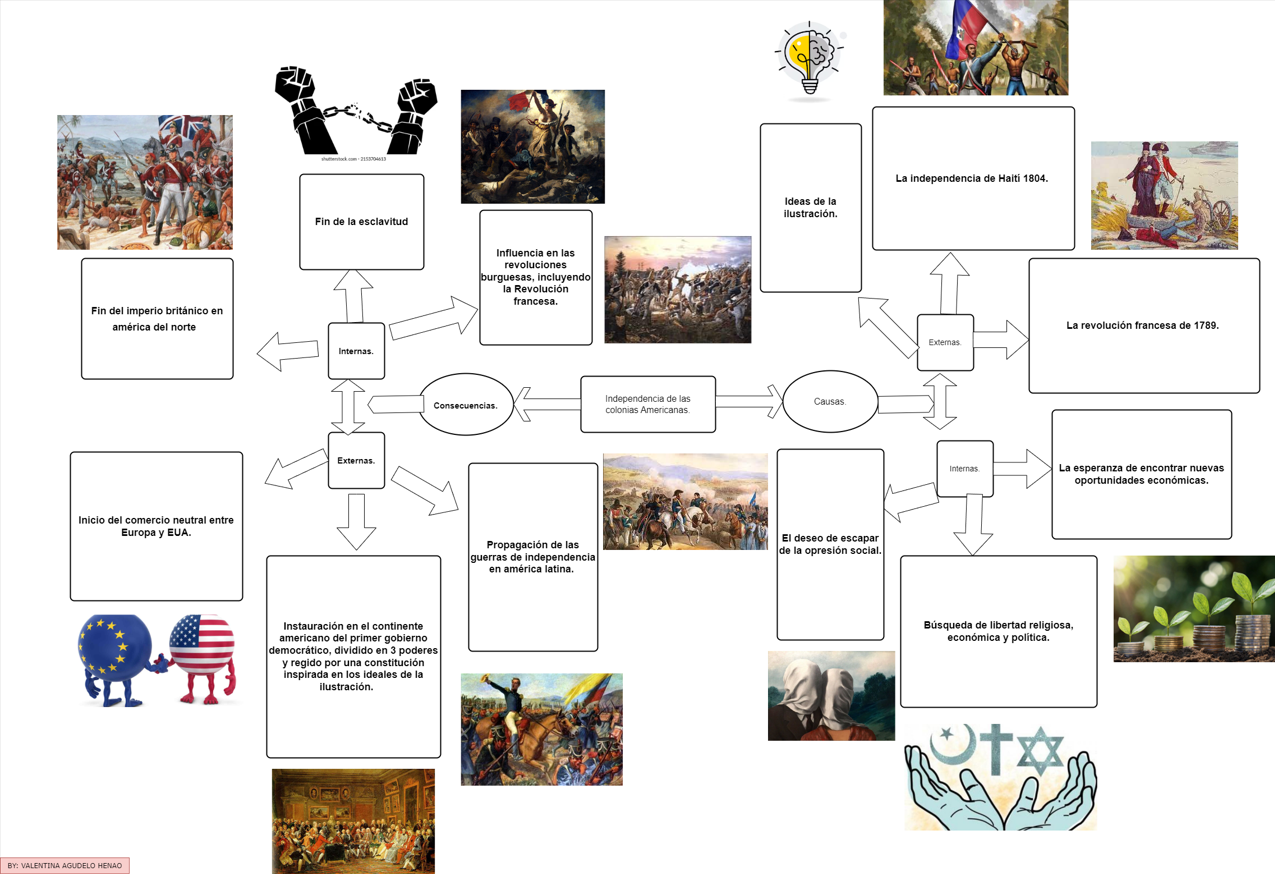 shutterstock.com · 2153704613
Fin de la esclavitud
Influencia en las
revoluciones
burguesas, incluyendo
la Revolución
francesa.
Fin del imperio británico en
américa del norte
Internas.
Consecuencias.
Externas.
Inicio del comercio neutral entre
Europa y EUA.
Instauración en el continente
americano del primer gobierno
democrático, dividido en 3 poderes
y regido por una constitución
inspirada en los ideales de la
ilustración.
Propagación de las
guerras de independencia
en américa latina.
Independencia de las
colonias Americanas.
Causas.
Ideas de la
ilustración.
La independencia de Haiti 1804.
La revolución francesa de 1789.
Externas.
Internas.
La esperanza de encontrar nuevas
oportunidades económicas.
El deseo de escapar
de la opresión social.
Búsqueda de libertad religiosa,
económica y política.
BY: VALENTINA AGUDELO HENAO